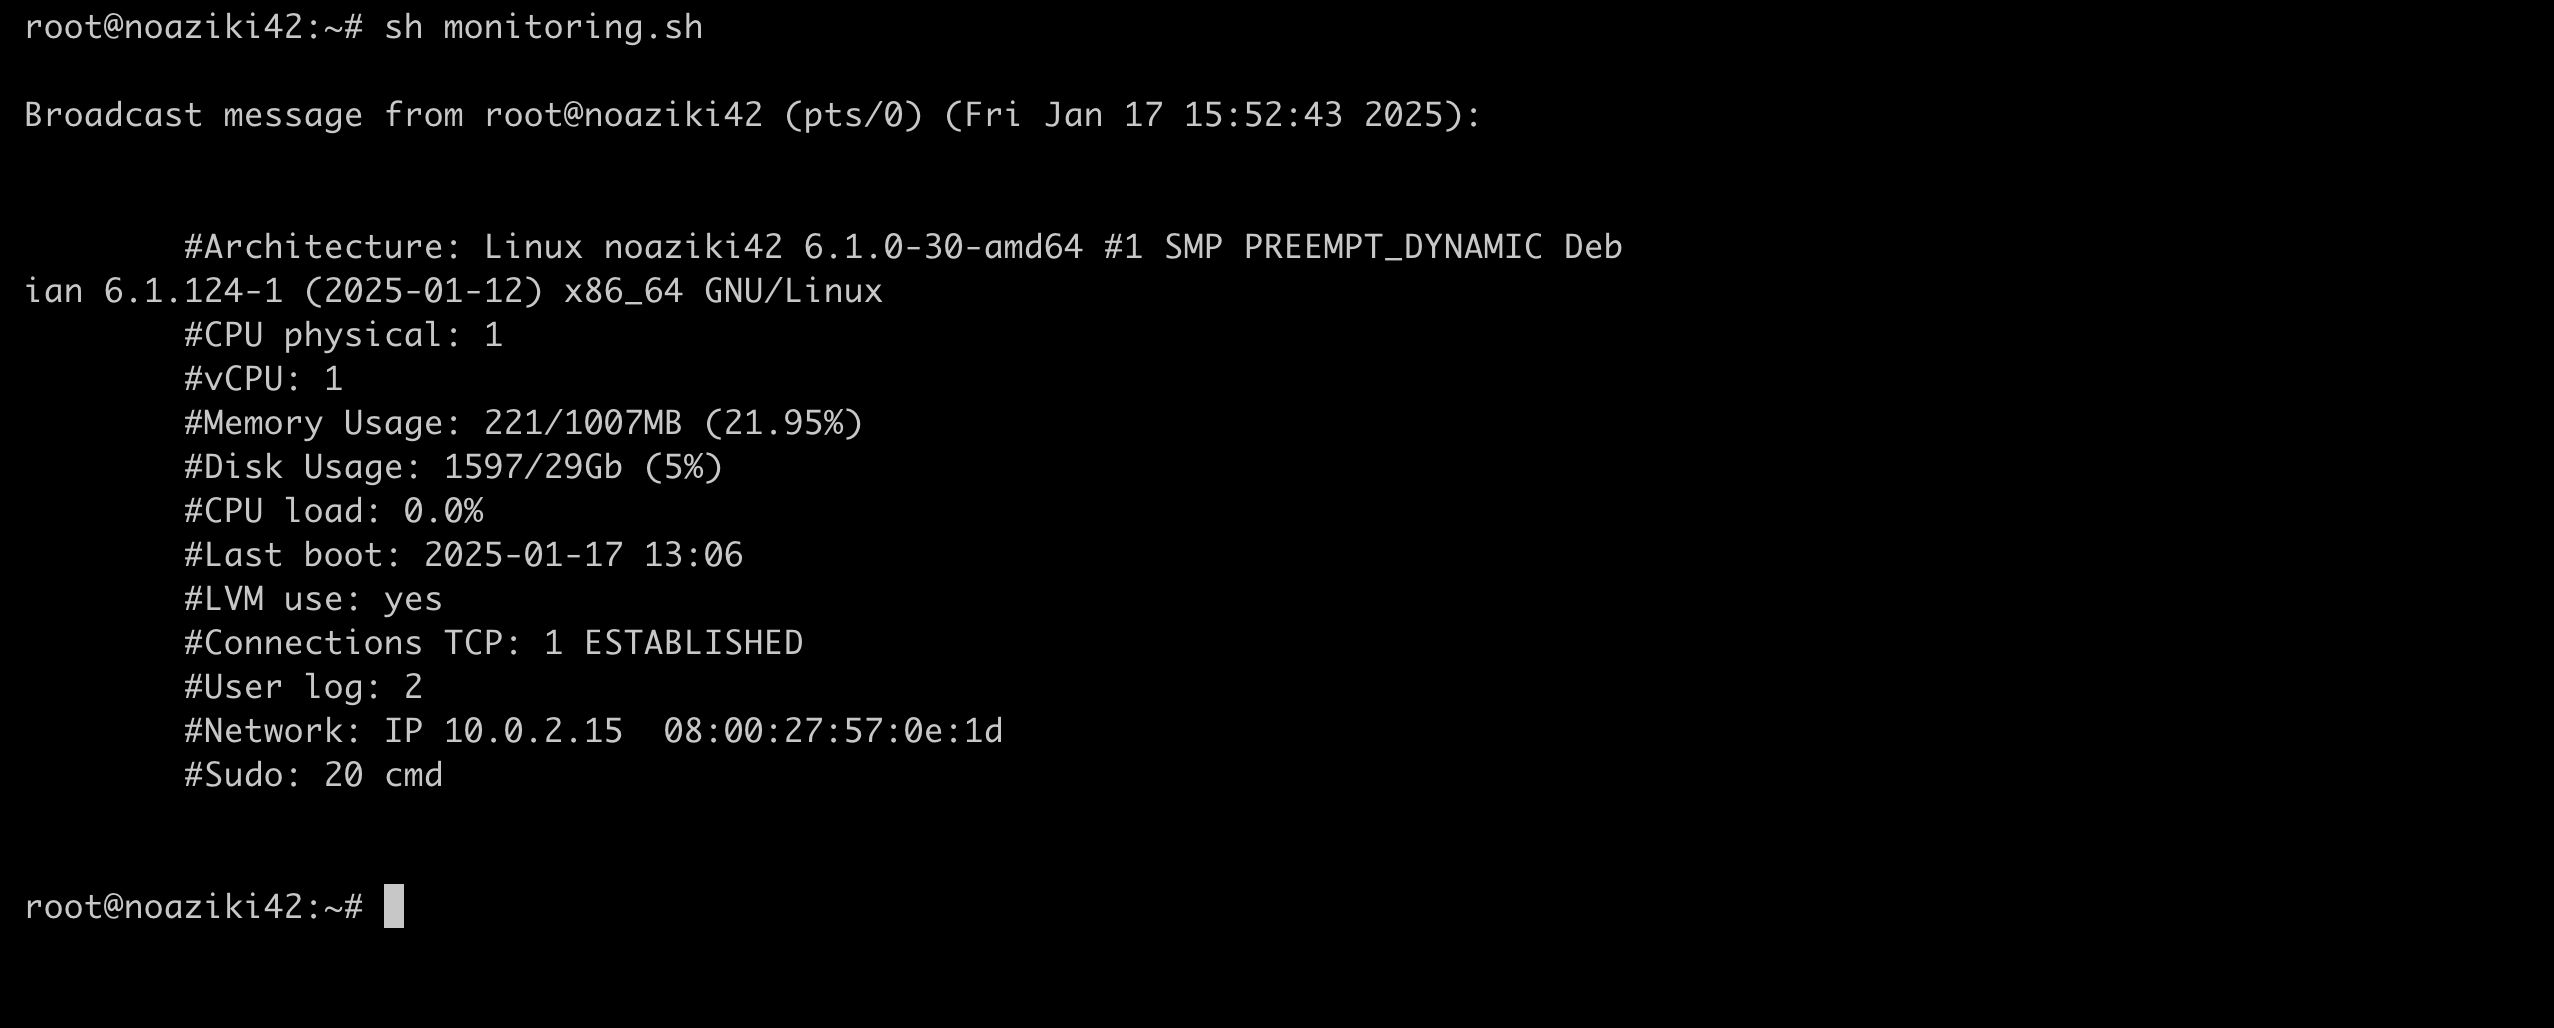 root@noaziki42:~# sh monitoring.sh
Broadcast message from root@noaziki42 (pts/0) (Fri Jan 17 15:52:43 2025):
#Architecture: Linux noaziki42 6.1.0-30-amd64 #1 SMP PREEMPT_DYNAMIC Deb
ian 6.1.124-1 (2025-01-12) x86_64 GNU/Linux
#CPU physical: 1
#vCPU: 1
#Memory Usage: 221/1007MB (21.95%)
#Disk Usage: 1597/29Gb (5%)
#CPU load: 0.0%
#Last boot: 2025-01-17 13:06
#LVM use: yes
#Connections TCP: 1 ESTABLISHED
#User log: 2
#Network: IP 10.0.2.15  08:00:27:57:0e:1d
#Sudo: 20 cmd
root@noaziki42:~#